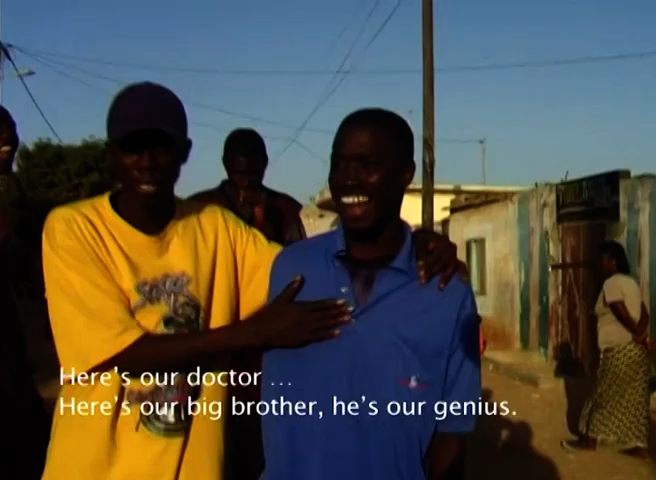 Here's our doctor ...
Here's our big brother, he's our genius.